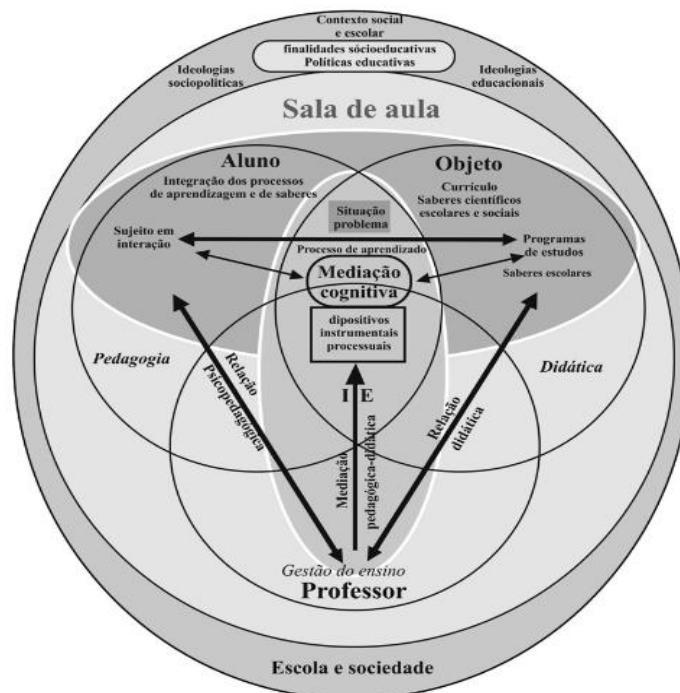 Contexto social
e escolar
finalidades sócioeducativas
Políticas educativas
Ideologias
sociopolíticas
Ideologias
educacionais
Sala de aula
Aluno
Integração dos processos
de aprendizagem e de saberes
Objeto
Currículo
Saberes científicos
escolares e sociais
Situação
problema
Sujeito em
interação
Programas
de estudos
Processo de aprendizado
Saberes escolares
Mediação
cognitiva
dipositivos
instrumentais
processuais
Pedagogia
Didática
Relação
Psicopedagógica
I E
Mediação
pedagógica-didática
Relação
didática
Gestão do ensino
Professor
Escola e sociedade